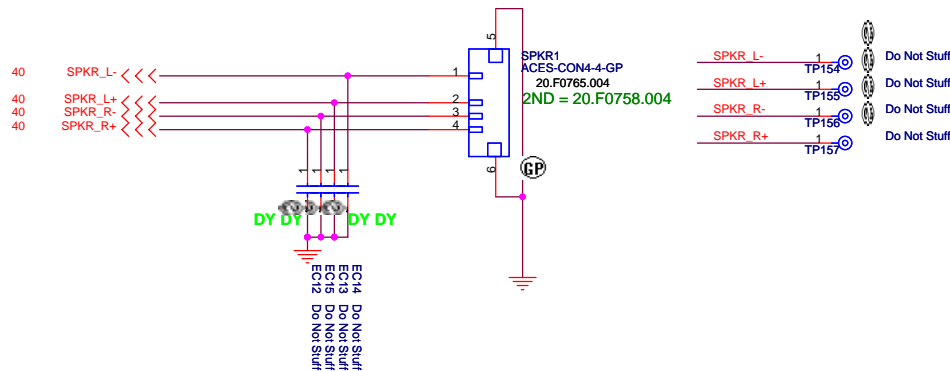 40 SPKR_L-
40 SPKR_L+
40 SPKR_R-
40 SPKR_R+
1
2
3
4
5
6
SPKR1
ACES-CON4-4-GP
20.F0765.004
2ND = 20.F0758.004
GP
1 1 1 1
DY DY DY DY
EC12 Do Not Stuff
EC15 Do Not Stuff
EC13 Do Not Stuff
EC14 Do Not Stuff
SPKR_L- 1 TP154 Do Not Stuff
SPKR_L+ 1 TP155 Do Not Stuff
SPKR_R- 1 TP156 Do Not Stuff
SPKR_R+ 1 TP157 Do Not Stuff